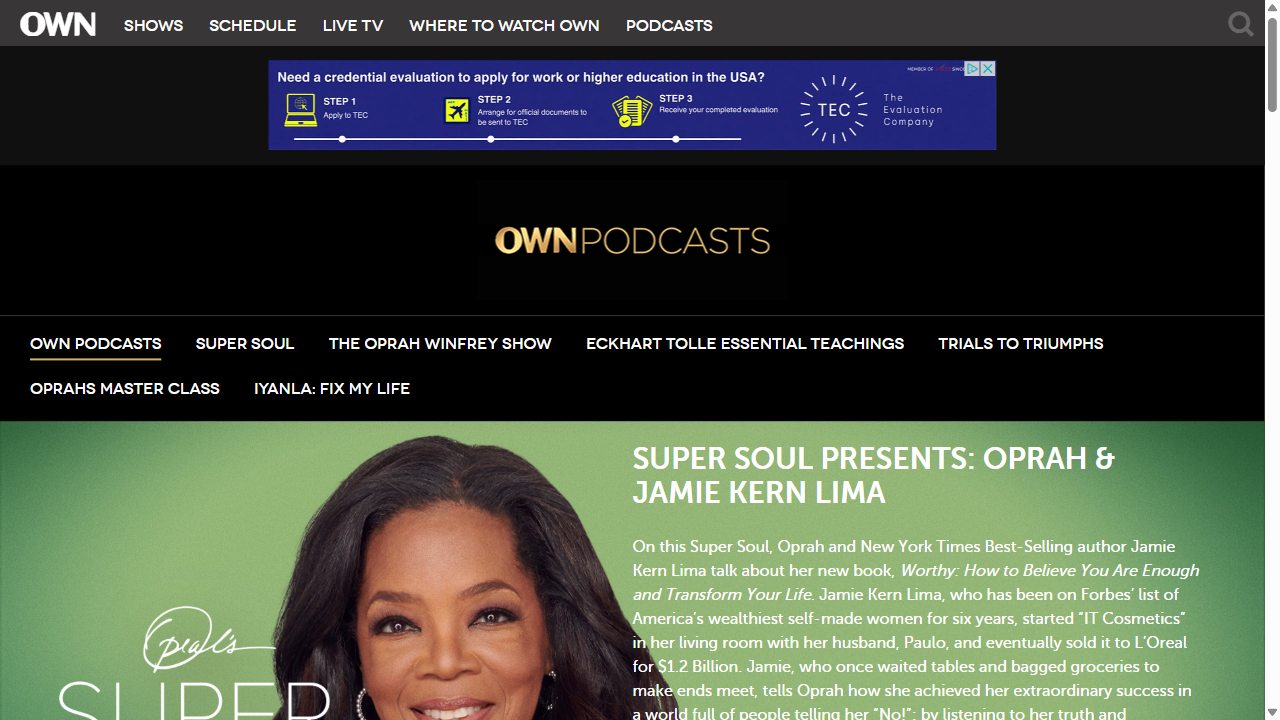 OWN SHOWS SCHEDULE LIVE TV WHERE TO WATCH OWN PODCASTS
Need a credential evaluation to apply for work or higher education in the USA?
MEMBER OF
STEP 1
Apply to TEC
STEP 2
Arrange for official documents to
be sent to TEC
STEP 3
Receive your completed evaluation
TEC
The
Evaluation
Company
OWNPODCASTS
OWN PODCASTS SUPER SOUL THE OPRAH WINFREY SHOW ECKHART TOLLE ESSENTIAL TEACHINGS TRIALS TO TRIUMPHS
OPRAHS MASTER CLASS IYANLA: FIX MY LIFE
Oprah's
SUPER
SUPER SOUL PRESENTS: OPRAH &
JAMIE KERN LIMA
On this Super Soul, Oprah and New York Times Best-Selling author Jamie
Kern Lima talk about her new book, Worthy: How to Believe You Are Enough
and Transform Your Life. Jamie Kern Lima, who has been on Forbes’ list of
America’s wealthiest self-made women for six years, started “IT Cosmetics”
in her living room with her husband, Paulo, and eventually sold it to L’Oreal
for $1.2 Billion. Jamie, who once waited tables and bagged groceries to
make ends meet, tells Oprah how she achieved her extraordinary success in
a world full of people telling her “No!”: by listening to her truth and